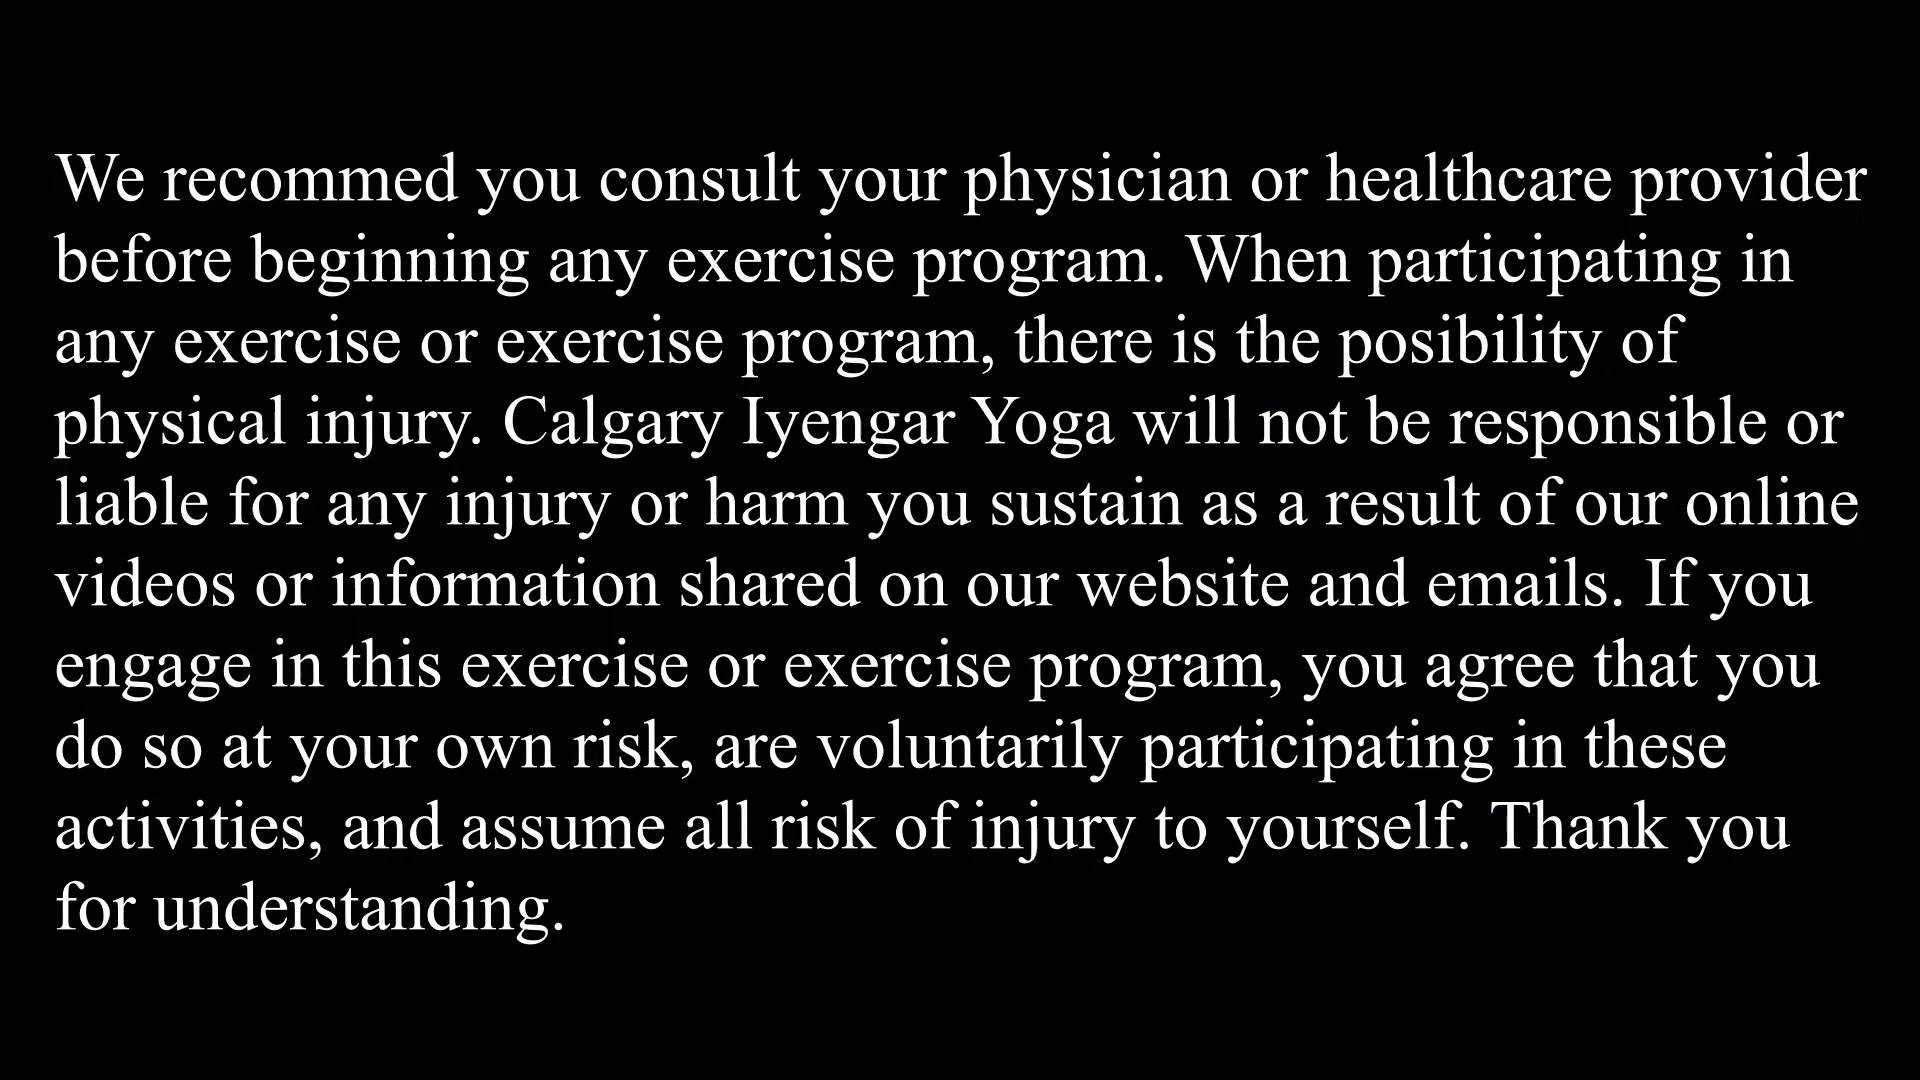 We recommed you consult your physician or healthcare provider
before beginning any exercise program. When participating in
any exercise or exercise program, there is the posibility of
physical injury. Calgary Iyengar Yoga will not be responsible or
liable for any injury or harm you sustain as a result of our online
videos or information shared on our website and emails. If you
engage in this exercise or exercise program, you agree that you
do so at your own risk, are voluntarily participating in these
activities, and assume all risk of injury to yourself. Thank you
for understanding.